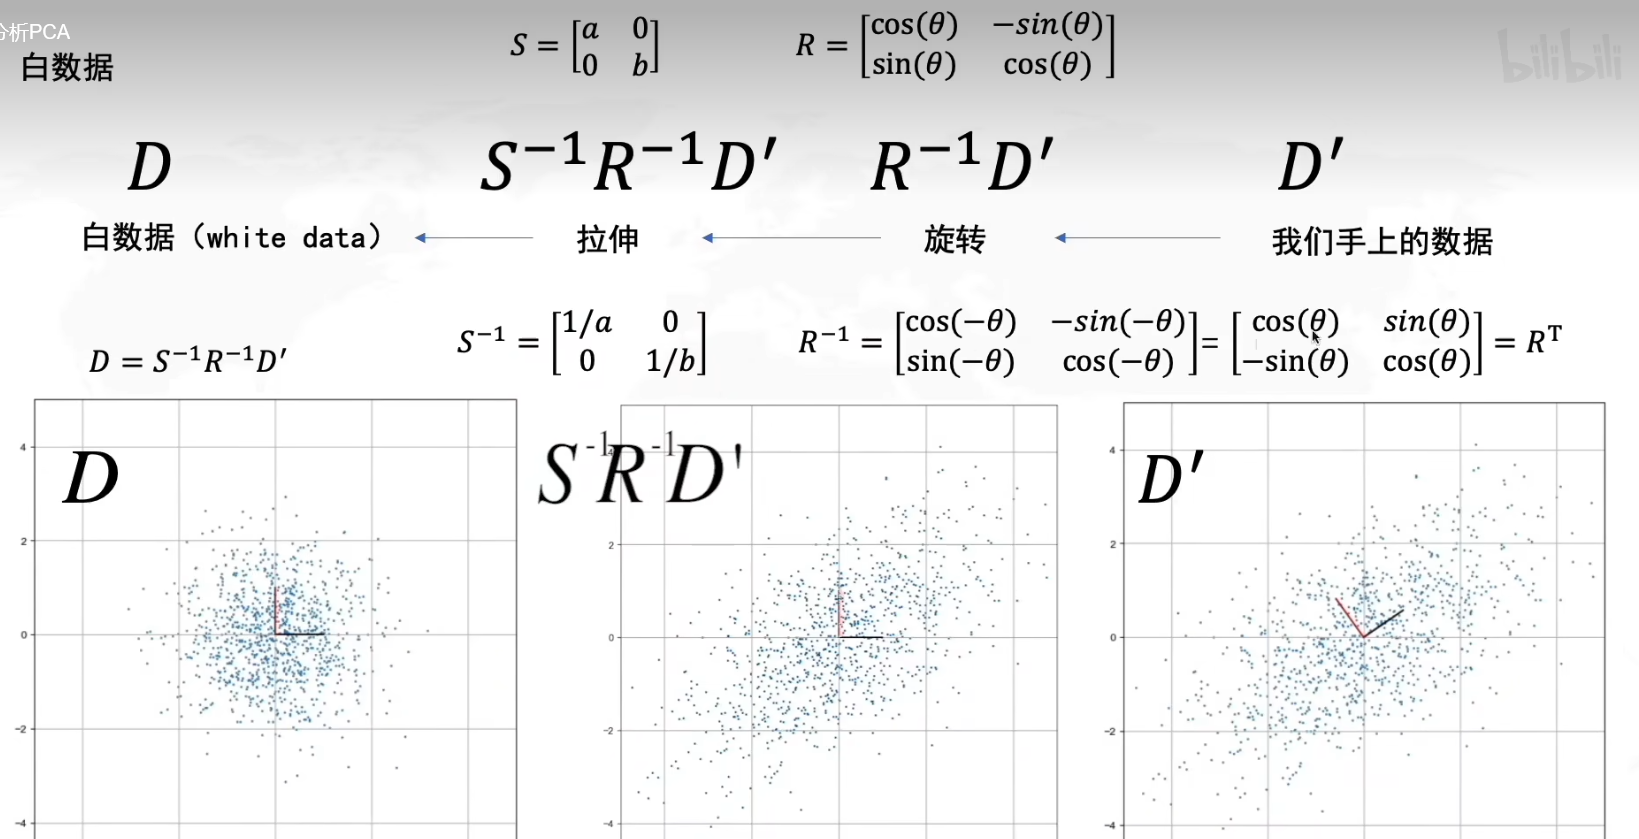 分析PCA
白数据
S = [a 0
0 b]
R = [cos(θ) −sin(θ)
sin(θ) cos(θ)]
bilibili
D
S⁻¹R⁻¹D′
R⁻¹D′
D′
白数据（white data）
拉伸
旋转
我们手上的数据
D = S⁻¹R⁻¹D′
S⁻¹ = [1/a 0
0 1/b]
R⁻¹ = [cos(−θ) −sin(−θ)
sin(−θ) cos(−θ)] = [cos(θ) sin(θ)
−sin(θ) cos(θ)] = Rᵀ
D
4
2
0
−2
−4
S⁻¹R⁻¹D'
4
2
0
−2
−4
D′
4
2
0
−2
−4